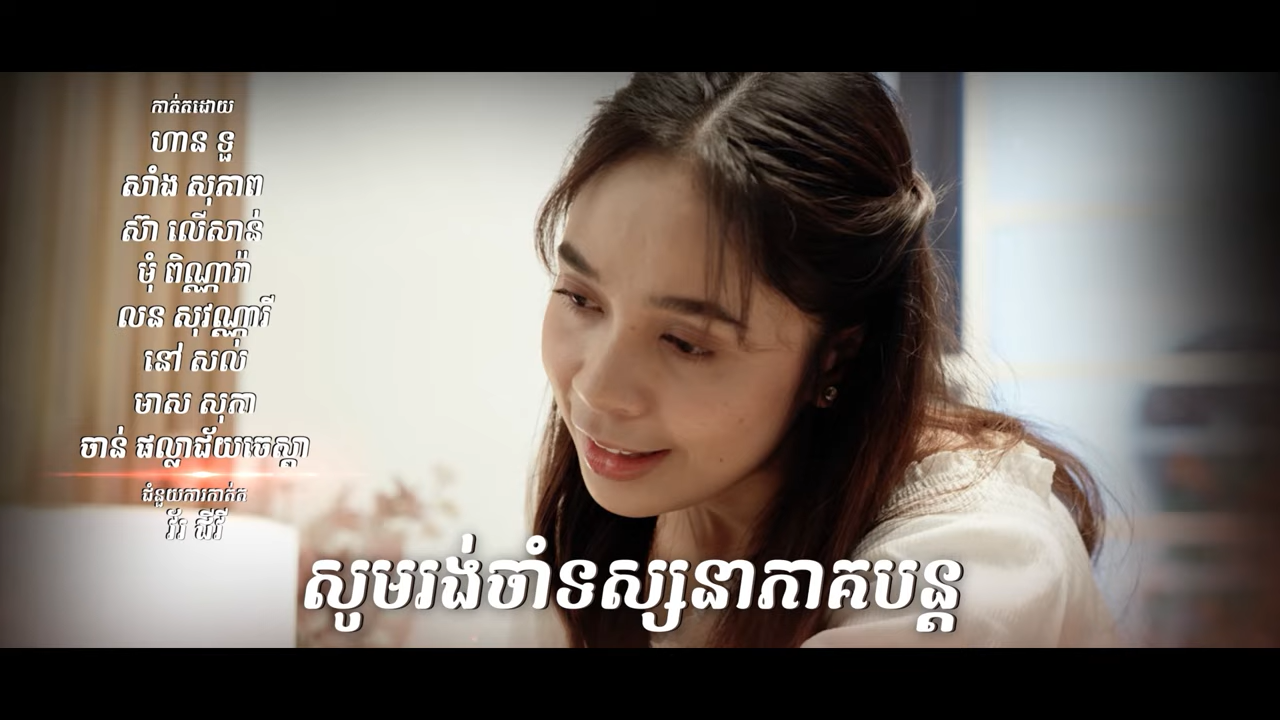 កាត់តដោយ
ហាន ទួ
សាំង សុភាព
ស៊ា លើសាន់
មុំ ពិណ្ណារ៉ា
លន សុវណ្ណារី
នៅ សល់
មាស សុភា
ចាន់ ផល្លាជ័យចេស្តា
ជំនួយការកាត់ត
រ័រ ជីវី
សូមរង់ចាំទស្សនាភាគបន្ត